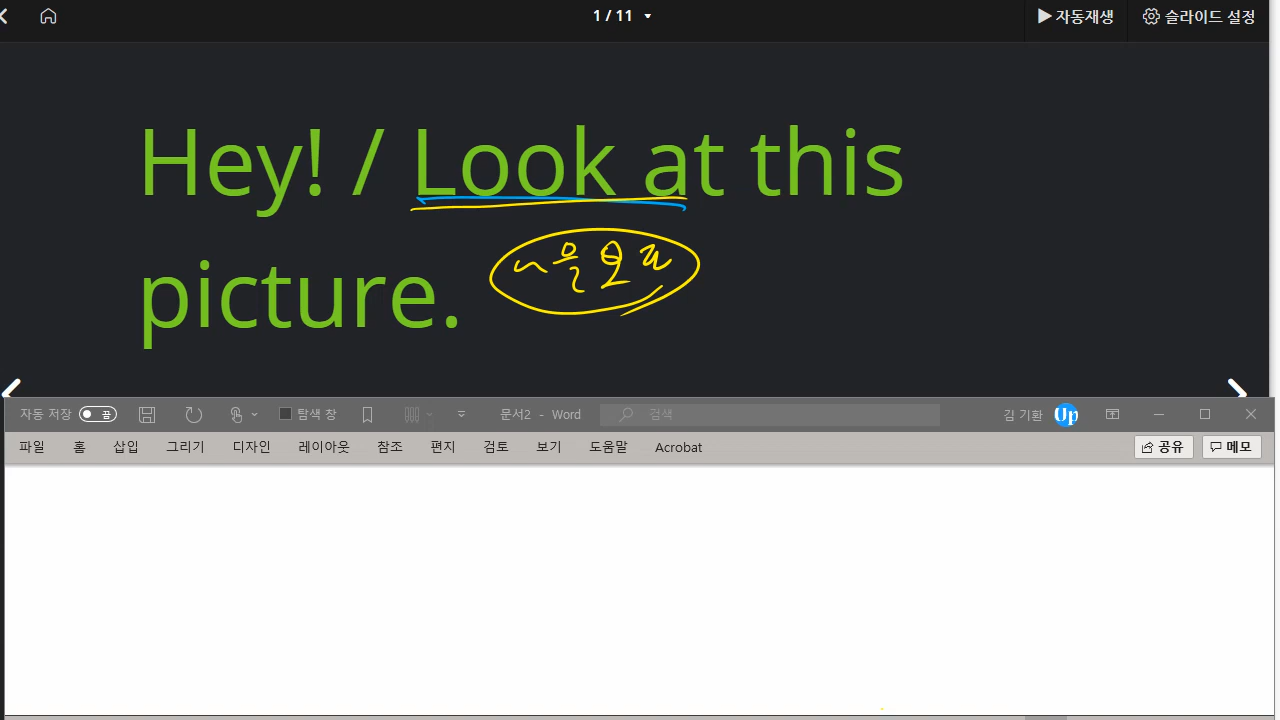 1 / 11
자동재생
슬라이드 설정
Hey! / Look at this
picture.
~을 보다
자동 저장 끔
탐색 창
문서2 - Word
검색
김 기환
Up
파일 홈 삽입 그리기 디자인 레이아웃 참조 편지 검토 보기 도움말 Acrobat
공유
메모